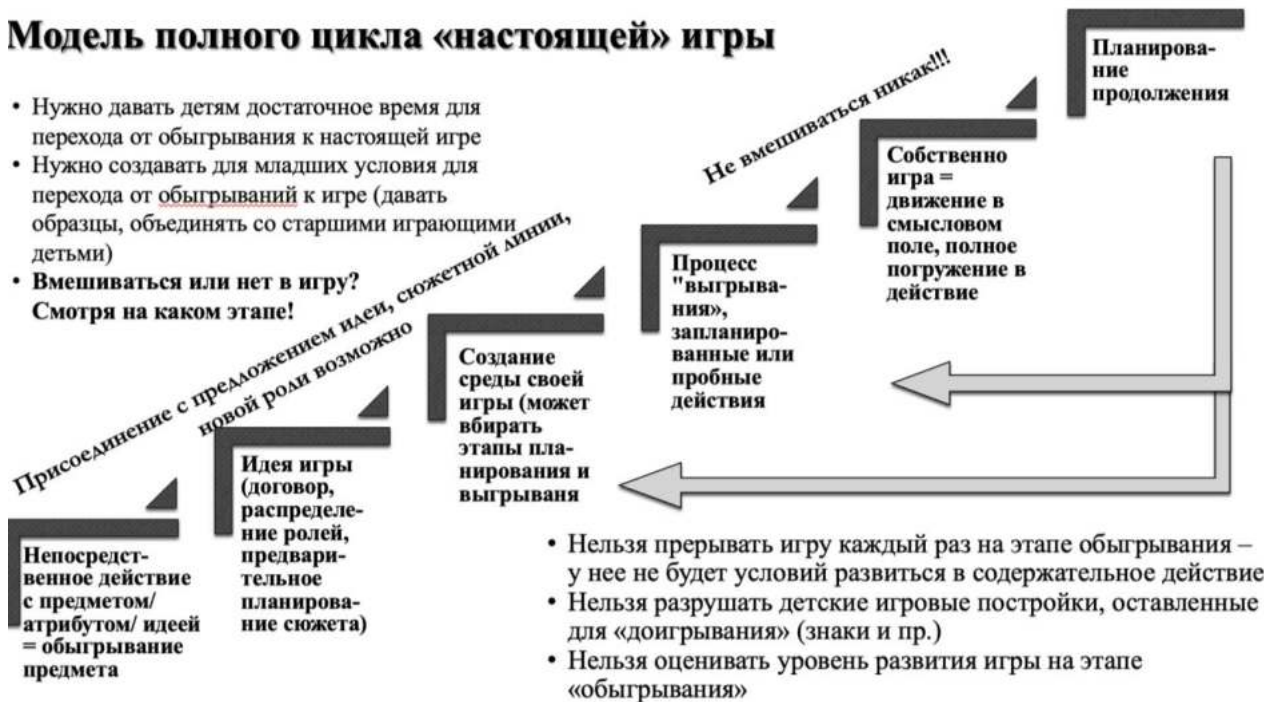 Модель полного цикла «настоящей» игры
• Нужно давать детям достаточное время для
перехода от обыгрывания к настоящей игре
• Нужно создавать для младших условия для
перехода от обыгрываний к игре (давать
образцы, объединять со старшими играющими
детьми)
• Вмешиваться или нет в игру?
Смотря на каком этапе!
Присоединение с предложением идеи, сюжетной линии,
новой роли возможно
Не вмешиваться никак!!!
Непосредст-
венное действие
с предметом/
атрибутом/ идеей
= обыгрывание
предмета
Идея игры
(договор,
распределе-
ние ролей,
предвари-
тельное
планирова-
ние сюжета)
Создание
среды своей
игры (может
вбирать
этапы пла-
нирования и
выгрываня
Процесс
"выгрыва-
ния»,
запланиро-
ванные или
пробные
действия
Собственно
игра =
движение в
смысловом
поле, полное
погружение в
действие
Планирова-
ние
продолжения
• Нельзя прерывать игру каждый раз на этапе обыгрывания –
у нее не будет условий развиться в содержательное действие
• Нельзя разрушать детские игровые постройки, оставленные
для «доигрывания» (знаки и пр.)
• Нельзя оценивать уровень развития игры на этапе
«обыгрывания»